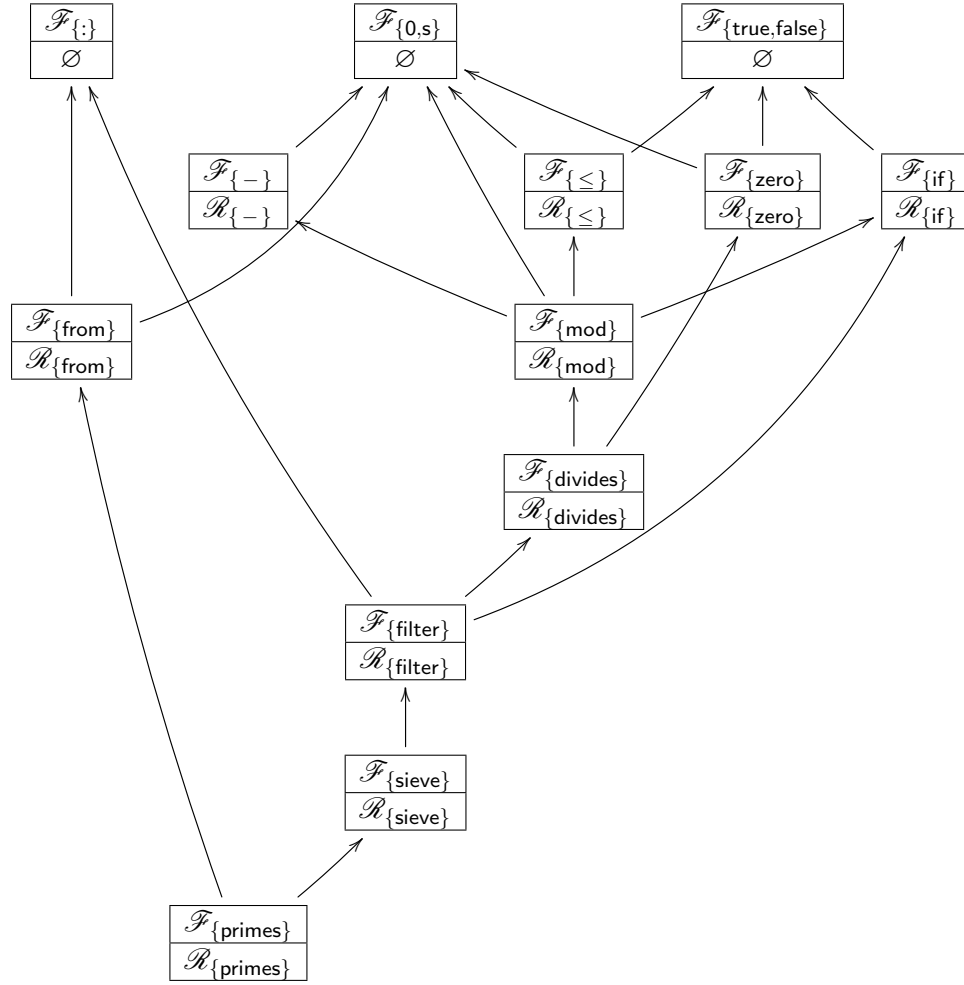 ℱ{:}
∅
ℱ{0,s}
∅
ℱ{true,false}
∅
ℱ{−}
ℛ{−}
ℱ{≤}
ℛ{≤}
ℱ{zero}
ℛ{zero}
ℱ{if}
ℛ{if}
ℱ{from}
ℛ{from}
ℱ{mod}
ℛ{mod}
ℱ{divides}
ℛ{divides}
ℱ{filter}
ℛ{filter}
ℱ{sieve}
ℛ{sieve}
ℱ{primes}
ℛ{primes}